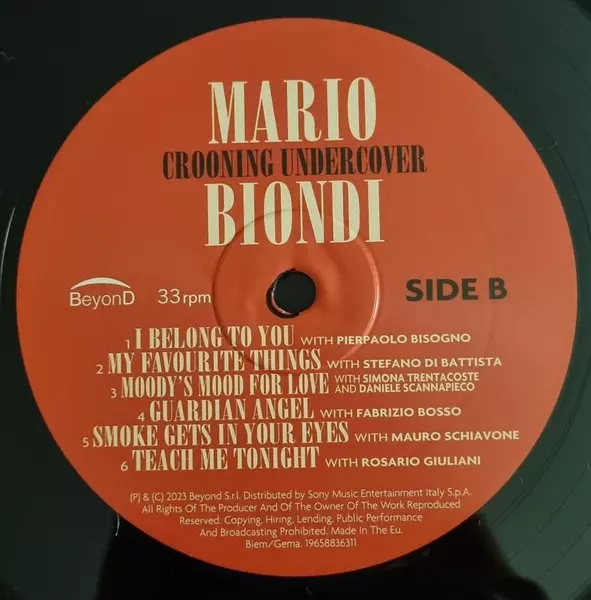 MARIO
CROONING UNDERCOVER
BIONDI
BeyonD 33 rpm SIDE B
1 I BELONG TO YOU WITH PIERPAOLO BISOGNO
2 MY FAVOURITE THINGS WITH STEFANO DI BATTISTA
3 MOODY'S MOOD FOR LOVE WITH SIMONA TRENTACOSTE
AND DANIELE SCANNAPIECO
4 GUARDIAN ANGEL WITH FABRIZIO BOSSO
5 SMOKE GETS IN YOUR EYES WITH MAURO SCHIAVONE
6 TEACH ME TONIGHT WITH ROSARIO GIULIANI
(P) & (C) 2023 Beyond S.r.l. Distributed by Sony Music Entertainment Italy S.p.A.
All Rights Of The Producer And Of The Owner Of The Work Reproduced
Reserved. Copying, Hiring, Lending, Public Performance
And Broadcasting Prohibited. Made In The Eu.
Biem/Gema. 19658836311